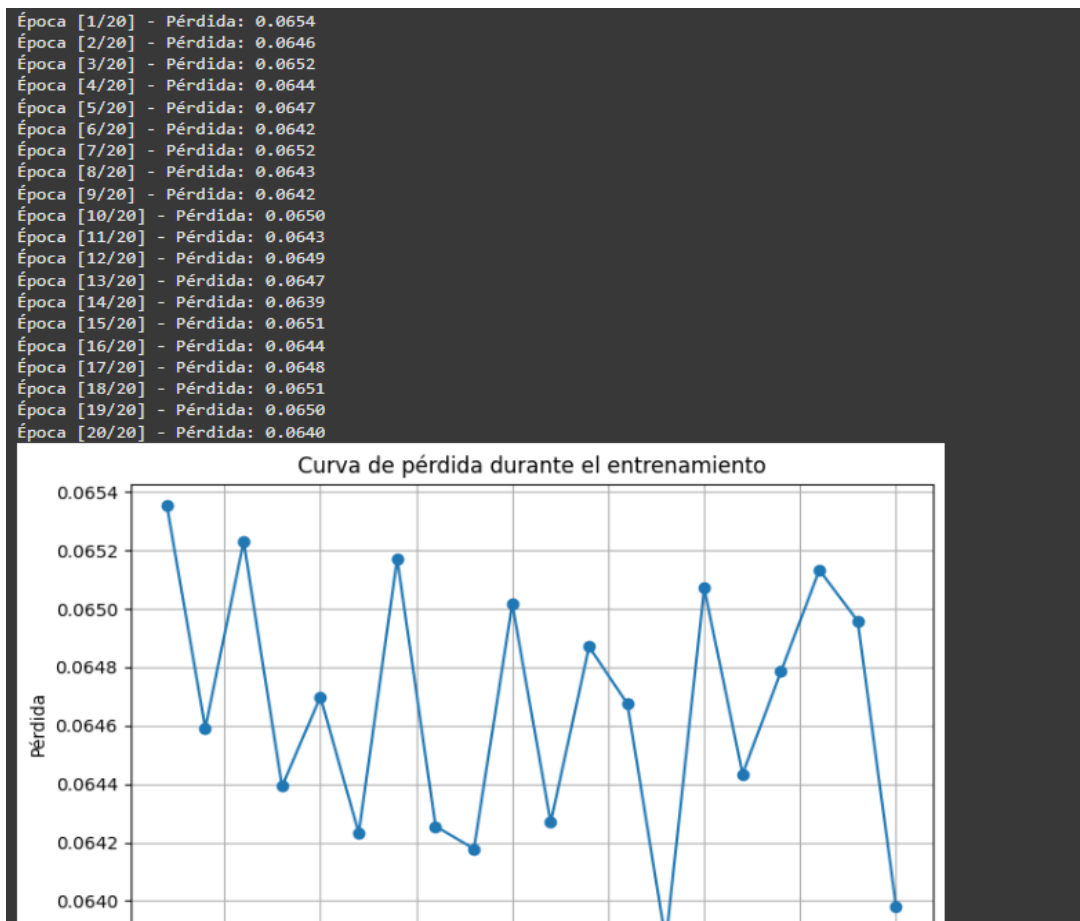 Época [1/20] - Pérdida: 0.0654
Época [2/20] - Pérdida: 0.0646
Época [3/20] - Pérdida: 0.0652
Época [4/20] - Pérdida: 0.0644
Época [5/20] - Pérdida: 0.0647
Época [6/20] - Pérdida: 0.0642
Época [7/20] - Pérdida: 0.0652
Época [8/20] - Pérdida: 0.0643
Época [9/20] - Pérdida: 0.0642
Época [10/20] - Pérdida: 0.0650
Época [11/20] - Pérdida: 0.0643
Época [12/20] - Pérdida: 0.0649
Época [13/20] - Pérdida: 0.0647
Época [14/20] - Pérdida: 0.0639
Época [15/20] - Pérdida: 0.0651
Época [16/20] - Pérdida: 0.0644
Época [17/20] - Pérdida: 0.0648
Época [18/20] - Pérdida: 0.0651
Época [19/20] - Pérdida: 0.0650
Época [20/20] - Pérdida: 0.0640
Curva de pérdida durante el entrenamiento
0.0654
0.0652
0.0650
0.0648
0.0646
0.0644
0.0642
0.0640
Pérdida